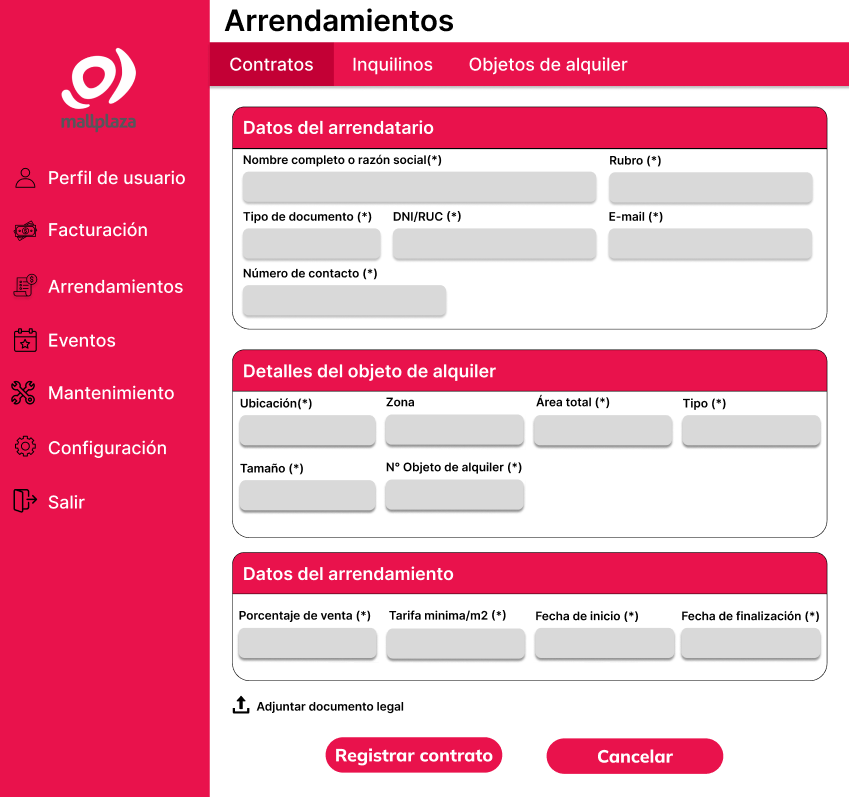 Arrendamientos
Contratos Inquilinos Objetos de alquiler
mallplaza
Perfil de usuario
Facturación
Arrendamientos
Eventos
Mantenimiento
Configuración
Salir
Datos del arrendatario
Nombre completo o razón social(*) Rubro (*)
Tipo de documento (*) DNI/RUC (*) E-mail (*)
Número de contacto (*)
Detalles del objeto de alquiler
Ubicación(*) Zona Área total (*) Tipo (*)
Tamaño (*) N° Objeto de alquiler (*)
Datos del arrendamiento
Porcentaje de venta (*) Tarifa minima/m2 (*) Fecha de inicio (*) Fecha de finalización (*)
Adjuntar documento legal
Registrar contrato Cancelar